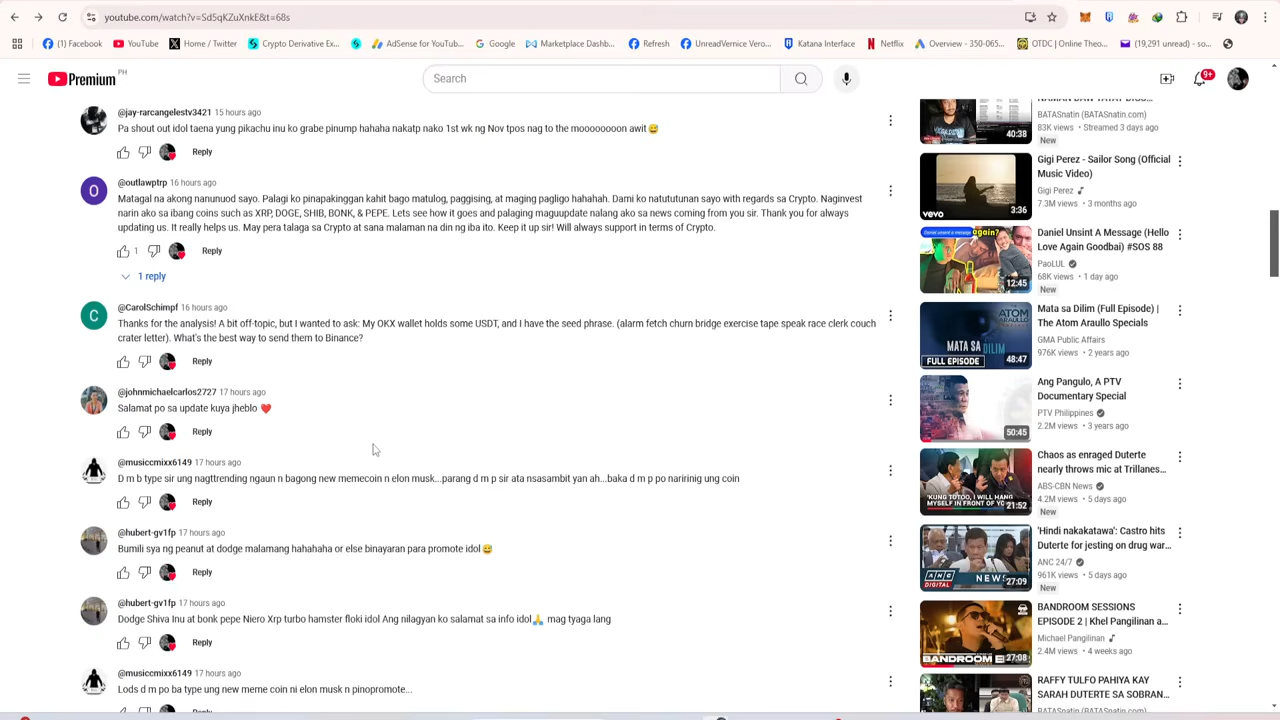 youtube.com/watch?v=Sd5qKZuXnkE&t=68s
(1) Facebook
YouTube
Home / Twitter
Crypto Derivative Ex...
AdSense for YouTub...
Google
Marketplace Dashb...
Refresh
UnreadVernice Vero...
Katana Interface
Netflix
Overview - 350-065...
OTDC | Online Theo...
(19,291 unread) - so...
Premium PH
Search
9+
@jay-rarcangelestv3421 15 hours ago
Pa shout out idol taena yung pikachu inu po grabe pinump hahaha nakatp nako 1st wk ng Nov tpos nag to the moooooooon awit😅
Reply
@outlawptrp 16 hours ago
Matagal na akong nanunuod sayo. Palagi ko pinapakinggan kahit bago matulog, paggising, at maging pagligo hahahah. Dami ko natututunan sayo with regards sa Crypto. Naginvest
narin ako sa ibang coins such as XRP, DOGE, SHIB, BONK, & PEPE. Lets see how it goes and palaging maguupdate nalang ako sa news coming from you sir. Thank you for always
updating us. It really helps us. May pera talaga sa Crypto at sana malaman na din ng iba ito. Keep it up sir! Will always support in terms of Crypto.
1
Reply
1 reply
@CarolSchimpf 16 hours ago
Thanks for the analysis! A bit off-topic, but I wanted to ask: My OKX wallet holds some USDT, and I have the seed phrase. (alarm fetch churn bridge exercise tape speak race clerk couch
crater letter). What's the best way to send them to Binance?
Reply
@johnmichaelcarlos2727 17 hours ago
Salamat po sa update kuya jheblo ❤️
Reply
@musiccmixx6149 17 hours ago
D m b type sir ung nagttrending ngaun n bagong new memecoin n elon musk...parang d m p sir ata nsasambit yan ah...baka d m p po naririnig ung coin
Reply
@hubert-gv1fp 17 hours ago
Bumili sya ng peanut at dodge malamang hahahaha or else binayaran para promote idol😅
Reply
@hubert-gv1fp 17 hours ago
Dodge Shiva Inu at bonk pepe Niero Xrp turbo hamster floki idol Ang nilagyan ko salamat sa info idol🙏 mag tyaga lang
Reply
@musiccmixx6149 17 hours ago
Lods d m po ba type ung new meme com ni elon musk n pinopromote...
40:38
BATASnatin (BATASnatin.com)
83K views • Streamed 3 days ago
New
vevo
3:36
Gigi Perez - Sailor Song (Official
Music Video)
Gigi Perez
7.3M views • 3 months ago
Daniel unsent a message again?
12:45
Daniel Unsent A Message (Hello
Love Again Goodbai) #SOS 88
PaoLUL
68K views • 1 day ago
New
ATOM
ARAULLO
MATA SA DILIM
FULL EPISODE
48:47
Mata sa Dilim (Full Episode) |
The Atom Araullo Specials
GMA Public Affairs
976K views • 2 years ago
50:45
Ang Pangulo, A PTV
Documentary Special
PTV Philippines
2.2M views • 3 years ago
'KUNG TOTOO, I WILL HANG
MYSELF IN FRONT OF YO
21:52
Chaos as enraged Duterte
nearly throws mic at Trillanes...
ABS-CBN News
4.2M views • 5 days ago
New
ANC
DIGITAL
NEWS
27:09
'Hindi nakakatawa': Castro hits
Duterte for jesting on drug war...
ANC 24/7
961K views • 5 days ago
New
BANDROOM
27:08
BANDROOM SESSIONS
EPISODE 2 | Khel Pangilinan a...
Michael Pangilinan
2.4M views • 4 weeks ago
RAFFY TULFO PAHIYA KAY
SARAH DUTERTE SA SOBRAN...